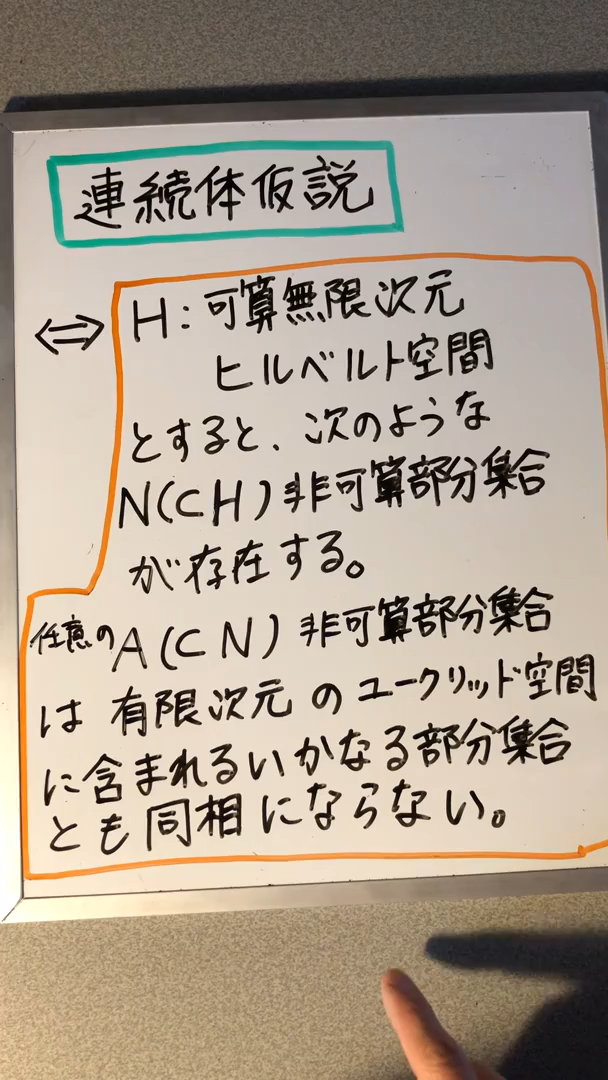 連続体仮説
⇔ H:可算無限次元
ヒルベルト空間
とすると、次のような
N(⊂H)非可算部分集合
が存在する。
任意のA(⊂N)非可算部分集合
は有限次元のユークリッド空間
に含まれるいかなる部分集合
とも同相にならない。